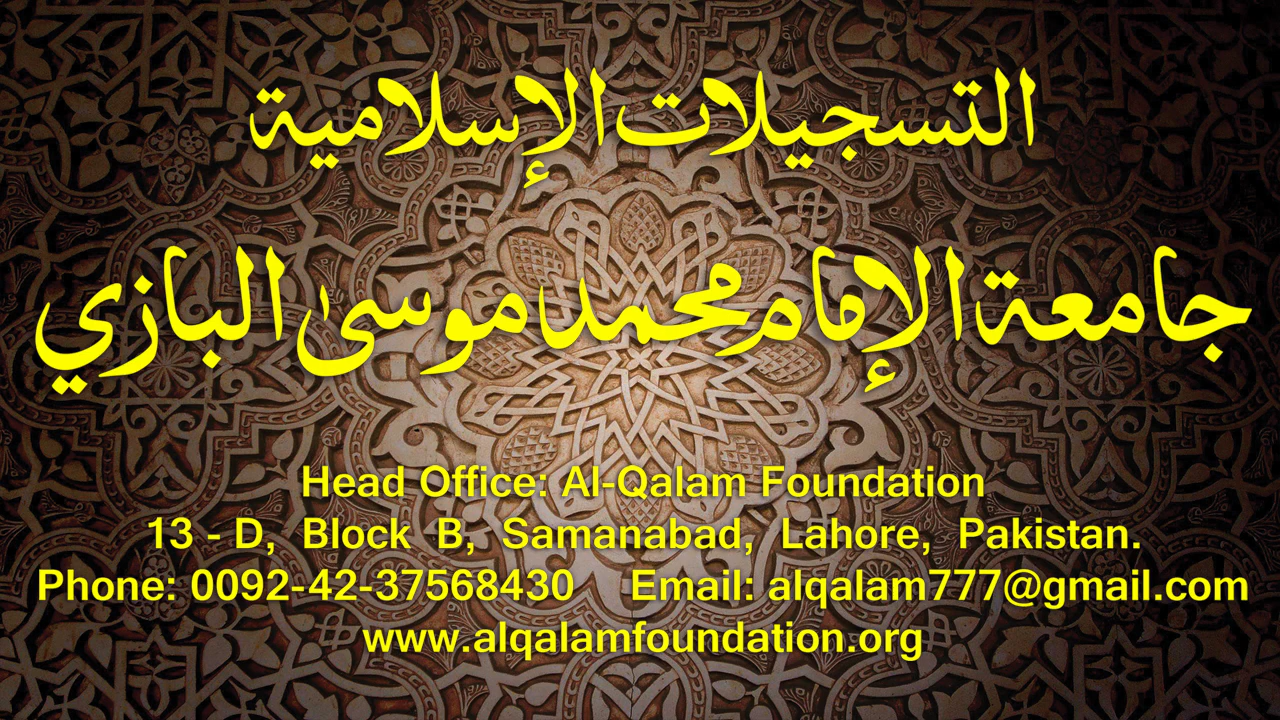 التسجيلات الإسلامية
جامعة الإمام محمد موسى البازي
Head Office: Al-Qalam Foundation
13 - D, Block B, Samanabad, Lahore, Pakistan.
Phone: 0092-42-37568430 Email: alqalam777@gmail.com
www.alqalamfoundation.org